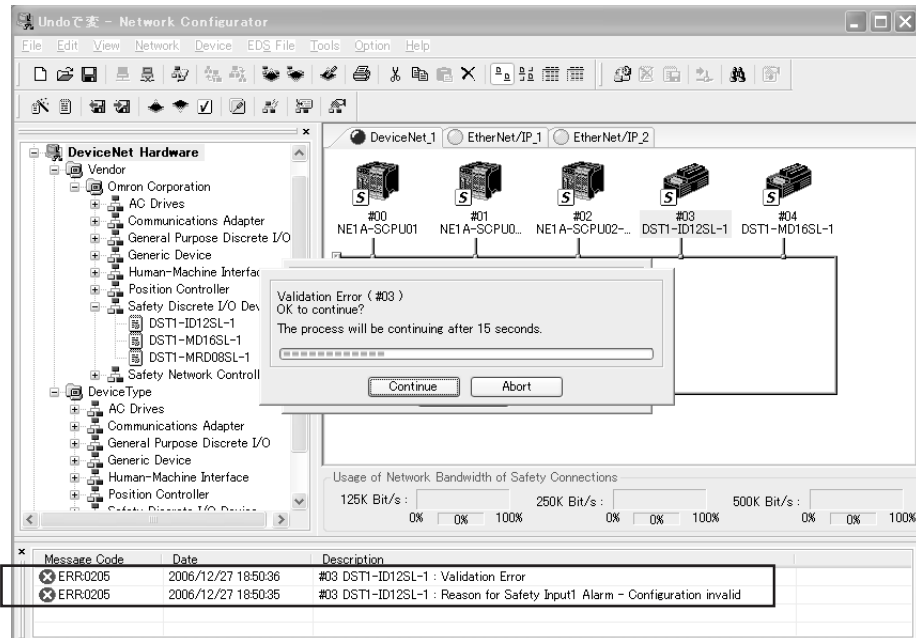 Undoで変 - Network Configurator
File Edit View Network Device EDS File Tools Option Help
DeviceNet_1 EtherNet/IP_1 EtherNet/IP_2
DeviceNet Hardware
Vendor
Omron Corporation
AC Drives
Communications Adapter
General Purpose Discrete I/O
Generic Device
Human-Machine Interfac
Position Controller
Safety Discrete I/O Dev
DST1-ID12SL-1
DST1-MD16SL-1
DST1-MRD08SL-1
Safety Network Controll
DeviceType
AC Drives
Communications Adapter
General Purpose Discrete I/O
Generic Device
Human-Machine Interface
Position Controller
Safety Discrete I/O Device
#00
NE1A-SCPU01
#01
NE1A-SCPU0...
#02
NE1A-SCPU02-...
#03
DST1-ID12SL-1
#04
DST1-MD16SL-1
Validation Error ( #03 )
OK to continue?
The process will be continuing after 15 seconds.
Continue Abort
Usage of Network Bandwidth of Safety Connections
125K Bit/s : 250K Bit/s : 500K Bit/s :
0% 0% 100% 0% 0% 100% 0% 0% 100%
Message Code Date Description
ERR:0205 2006/12/27 18:50:36 #03 DST1-ID12SL-1 : Validation Error
ERR:0205 2006/12/27 18:50:35 #03 DST1-ID12SL-1 : Reason for Safety Input1 Alarm - Configuration invalid